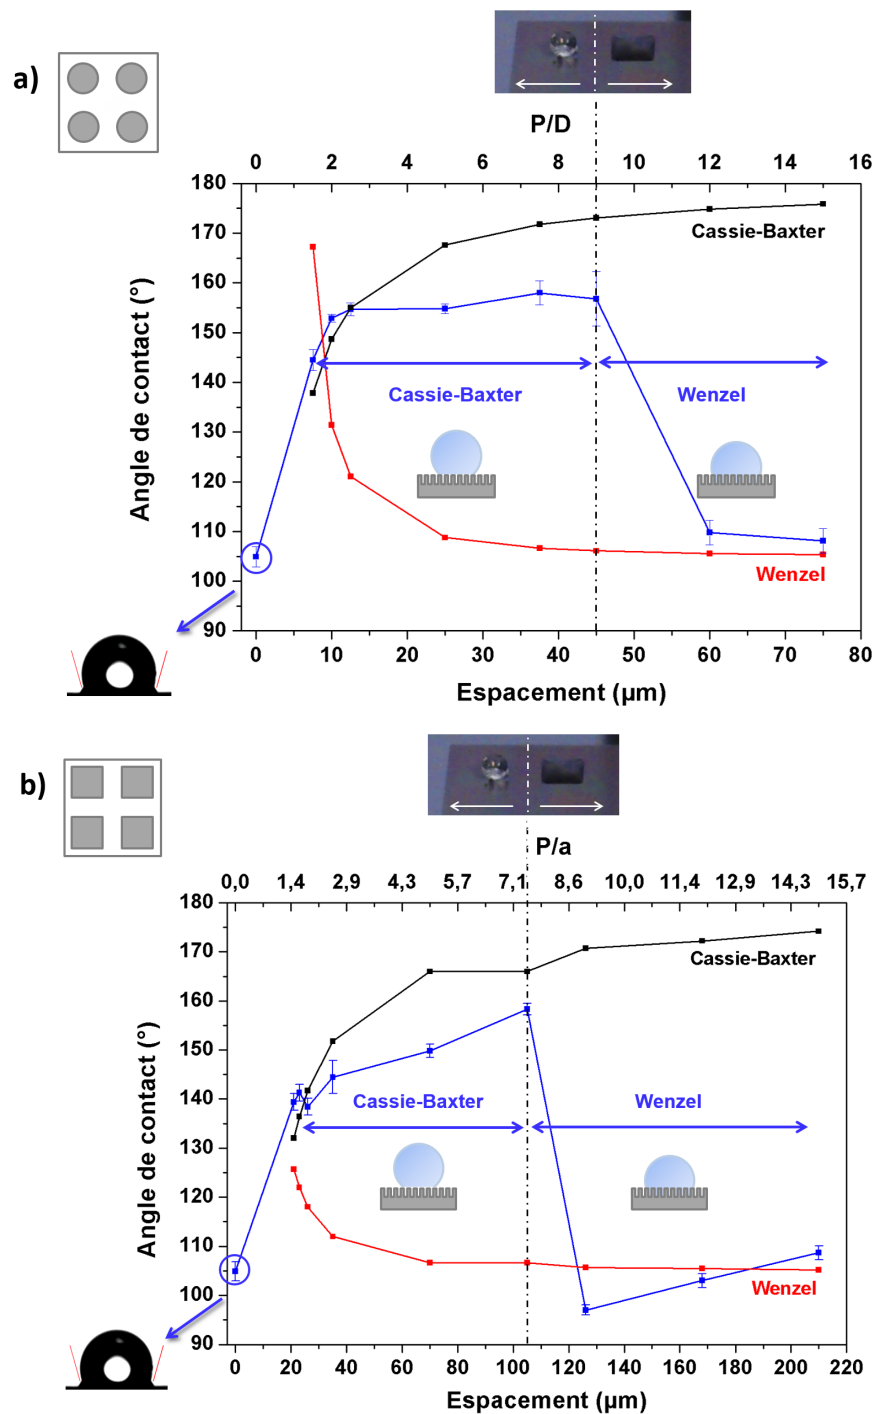 a)
P/D
0 2 4 6 8 10 12 14 16
180
170
160
150
140
130
120
110
100
90
Angle de contact (°)
Cassie-Baxter
Cassie-Baxter
Wenzel
Wenzel
0 10 20 30 40 50 60 70 80
Espacement (µm)
b)
P/a
0,0 1,4 2,9 4,3 5,7 7,1 8,6 10,0 11,4 12,9 14,3 15,7
180
170
160
150
140
130
120
110
100
90
Angle de contact (°)
Cassie-Baxter
Cassie-Baxter
Wenzel
Wenzel
0 20 40 60 80 100 120 140 160 180 200 220
Espacement (µm)